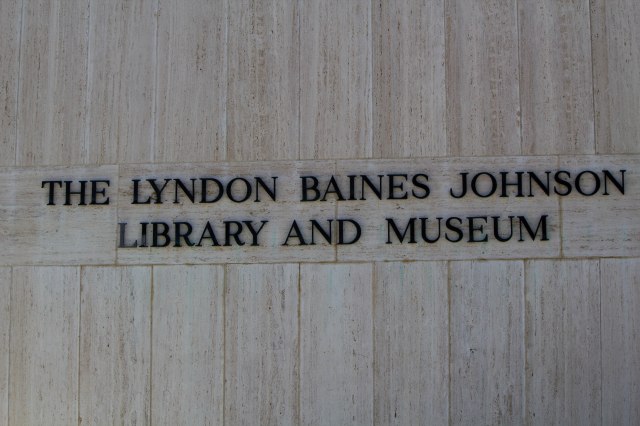 THE LYNDON BAINES JOHNSON
LIBRARY AND MUSEUM